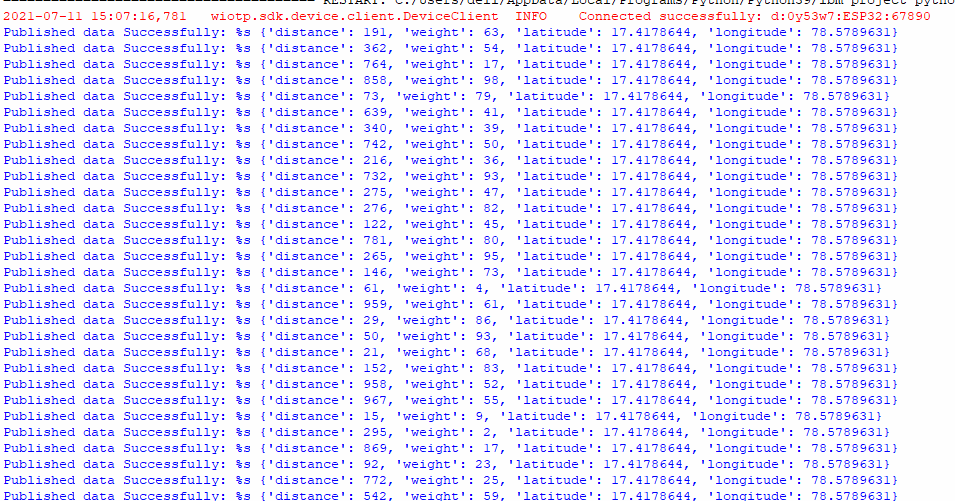 RESTART: C:/Users/dell/AppData/Local/Programs/Python/Python39/ibm project pytho
2021-07-11 15:07:16,781   wiotp.sdk.device.client.DeviceClient  INFO    Connected successfully: d:0y53w7:ESP32:67890
Published data Successfully: %s {'distance': 191, 'weight': 63, 'latitude': 17.4178644, 'longitude': 78.5789631}
Published data Successfully: %s {'distance': 362, 'weight': 54, 'latitude': 17.4178644, 'longitude': 78.5789631}
Published data Successfully: %s {'distance': 764, 'weight': 17, 'latitude': 17.4178644, 'longitude': 78.5789631}
Published data Successfully: %s {'distance': 858, 'weight': 98, 'latitude': 17.4178644, 'longitude': 78.5789631}
Published data Successfully: %s {'distance': 73, 'weight': 79, 'latitude': 17.4178644, 'longitude': 78.5789631}
Published data Successfully: %s {'distance': 639, 'weight': 41, 'latitude': 17.4178644, 'longitude': 78.5789631}
Published data Successfully: %s {'distance': 340, 'weight': 39, 'latitude': 17.4178644, 'longitude': 78.5789631}
Published data Successfully: %s {'distance': 742, 'weight': 50, 'latitude': 17.4178644, 'longitude': 78.5789631}
Published data Successfully: %s {'distance': 216, 'weight': 36, 'latitude': 17.4178644, 'longitude': 78.5789631}
Published data Successfully: %s {'distance': 732, 'weight': 93, 'latitude': 17.4178644, 'longitude': 78.5789631}
Published data Successfully: %s {'distance': 275, 'weight': 47, 'latitude': 17.4178644, 'longitude': 78.5789631}
Published data Successfully: %s {'distance': 276, 'weight': 82, 'latitude': 17.4178644, 'longitude': 78.5789631}
Published data Successfully: %s {'distance': 122, 'weight': 45, 'latitude': 17.4178644, 'longitude': 78.5789631}
Published data Successfully: %s {'distance': 781, 'weight': 80, 'latitude': 17.4178644, 'longitude': 78.5789631}
Published data Successfully: %s {'distance': 265, 'weight': 95, 'latitude': 17.4178644, 'longitude': 78.5789631}
Published data Successfully: %s {'distance': 146, 'weight': 73, 'latitude': 17.4178644, 'longitude': 78.5789631}
Published data Successfully: %s {'distance': 61, 'weight': 4, 'latitude': 17.4178644, 'longitude': 78.5789631}
Published data Successfully: %s {'distance': 959, 'weight': 61, 'latitude': 17.4178644, 'longitude': 78.5789631}
Published data Successfully: %s {'distance': 29, 'weight': 86, 'latitude': 17.4178644, 'longitude': 78.5789631}
Published data Successfully: %s {'distance': 50, 'weight': 93, 'latitude': 17.4178644, 'longitude': 78.5789631}
Published data Successfully: %s {'distance': 21, 'weight': 68, 'latitude': 17.4178644, 'longitude': 78.5789631}
Published data Successfully: %s {'distance': 152, 'weight': 83, 'latitude': 17.4178644, 'longitude': 78.5789631}
Published data Successfully: %s {'distance': 958, 'weight': 52, 'latitude': 17.4178644, 'longitude': 78.5789631}
Published data Successfully: %s {'distance': 967, 'weight': 55, 'latitude': 17.4178644, 'longitude': 78.5789631}
Published data Successfully: %s {'distance': 15, 'weight': 9, 'latitude': 17.4178644, 'longitude': 78.5789631}
Published data Successfully: %s {'distance': 295, 'weight': 2, 'latitude': 17.4178644, 'longitude': 78.5789631}
Published data Successfully: %s {'distance': 869, 'weight': 17, 'latitude': 17.4178644, 'longitude': 78.5789631}
Published data Successfully: %s {'distance': 92, 'weight': 23, 'latitude': 17.4178644, 'longitude': 78.5789631}
Published data Successfully: %s {'distance': 772, 'weight': 25, 'latitude': 17.4178644, 'longitude': 78.5789631}
Published data Successfully: %s {'distance': 542, 'weight': 59, 'latitude': 17.4178644, 'longitude': 78.5789631}